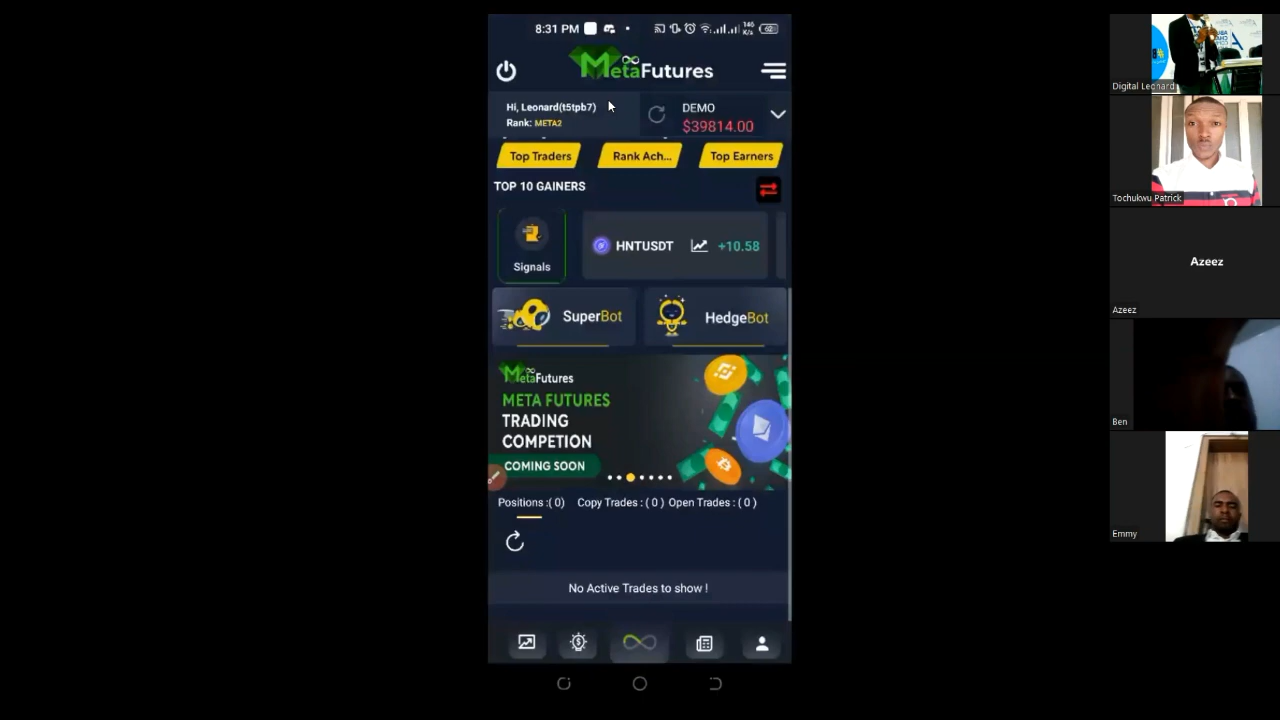 8:31 PM
146 K/s
60
MetaFutures
Hi, Leonard(t5tpb7)
Rank: META2
DEMO
$39814.00
Top Traders
Rank Ach...
Top Earners
TOP 10 GAINERS
Signals
HNTUSDT
+10.58
SuperBot
HedgeBot
MetaFutures
META FUTURES
TRADING
COMPETION
COMING SOON
Positions :( 0)
Copy Trades : ( 0 )
Open Trades : ( 0 )
No Active Trades to show !
Digital Leonard
Tochukwu Patrick
Azeez
Azeez
Ben
Emmy